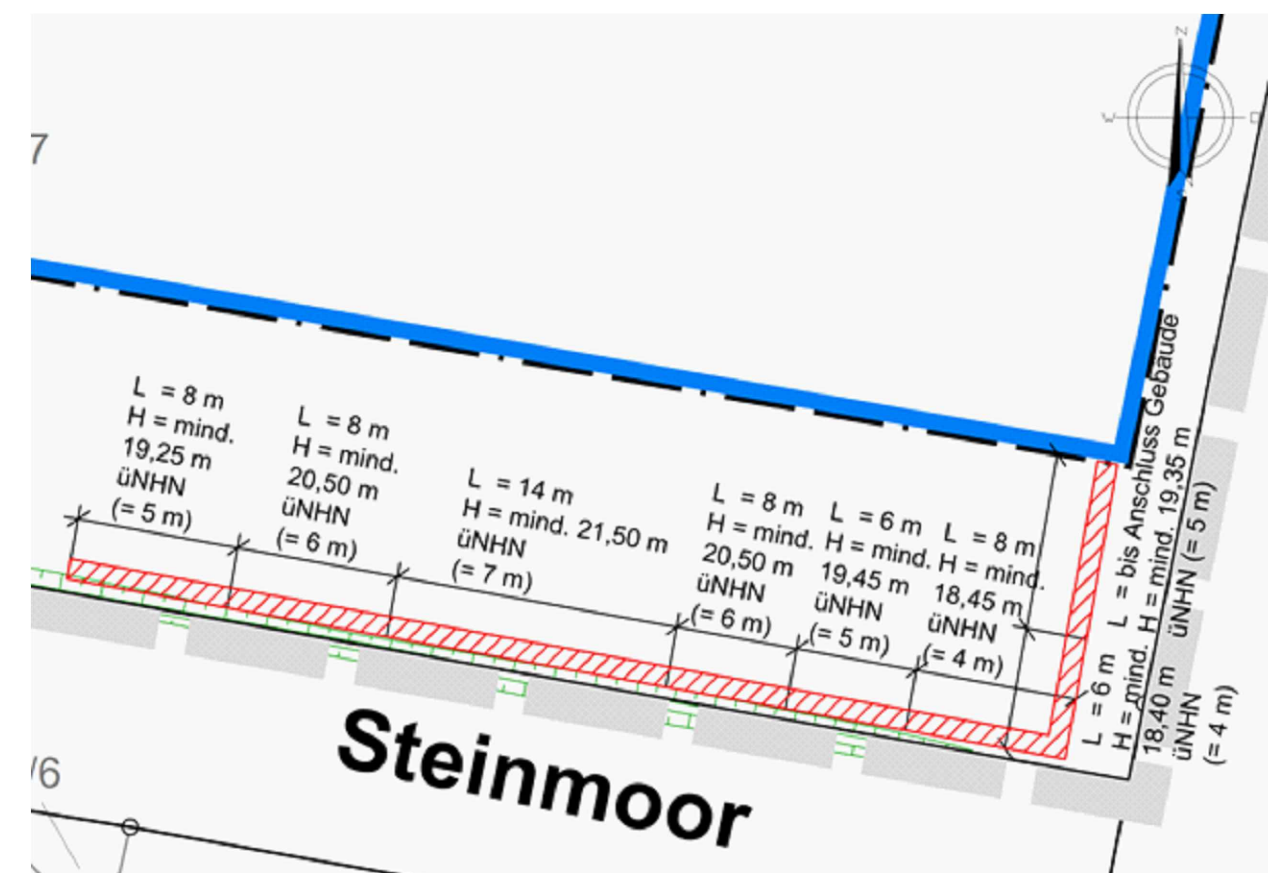 Z
W
O
7
L = 8 m
H = mind.
19,25 m
üNHN
(= 5 m)
L = 8 m
H = mind.
20,50 m
üNHN
(= 6 m)
L = 14 m
H = mind. 21,50 m
üNHN
(= 7 m)
L = 8 m
H = mind.
20,50 m
üNHN
(= 6 m)
L = 6 m
H = mind.
19,45 m
üNHN
(= 5 m)
L = 8 m
H = mind.
18,45 m
üNHN
(= 4 m)
L = bis Anschluss Gebäude
H = mind. 19,35 m
üNHN (= 5 m)
L = 6 m
H = mind.
18,40 m
üNHN
(= 4 m)
Steinmoor
/6